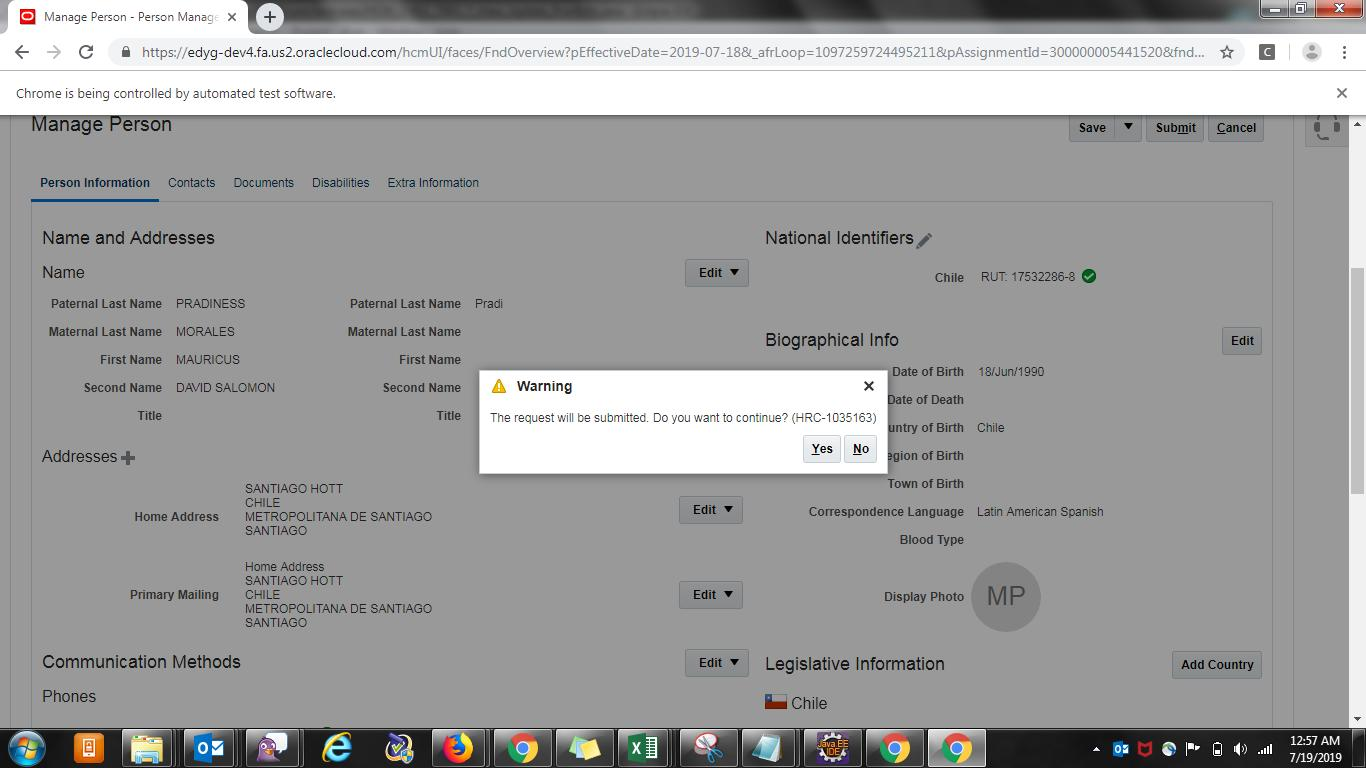 Manage Person - Person Manage
https://edyg-dev4.fa.us2.oraclecloud.com/hcmUI/faces/FndOverview?pEffectiveDate=2019-07-18&_afrLoop=1097259724495211&pAssignmentId=300000005441520&fnd...
C
Chrome is being controlled by automated test software.
Manage Person
Save Submit Cancel
Person Information Contacts Documents Disabilities Extra Information
Name and Addresses
Name Edit
Paternal Last Name PRADINESS Paternal Last Name Pradi
Maternal Last Name MORALES Maternal Last Name
First Name MAURICUS First Name
Second Name DAVID SALOMON Second Name
Title Title
Addresses
Home Address
SANTIAGO HOTT
CHILE
METROPOLITANA DE SANTIAGO
SANTIAGO
Edit
Primary Mailing
Home Address
SANTIAGO HOTT
CHILE
METROPOLITANA DE SANTIAGO
SANTIAGO
Edit
Communication Methods Edit
Phones
National Identifiers
Chile RUT: 17532286-8
Biographical Info Edit
Date of Birth 18/Jun/1990
Date of Death
untry of Birth Chile
egion of Birth
Town of Birth
Correspondence Language Latin American Spanish
Blood Type
Display Photo MP
Legislative Information Add Country
Chile
Warning
The request will be submitted. Do you want to continue? (HRC-1035163)
Yes No
Java EE
IDE
12:57 AM
7/19/2019